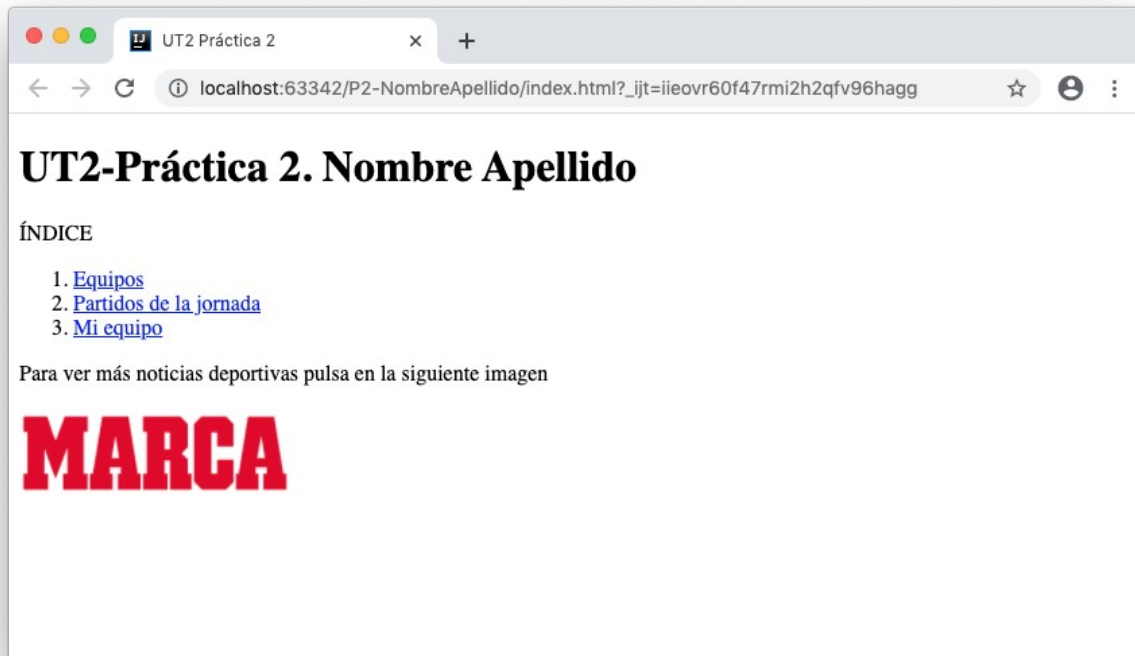 UT2 Práctica 2
localhost:63342/P2-NombreApellido/index.html?_ijt=iieovr60f47rmi2h2qfv96hagg
UT2-Práctica 2. Nombre Apellido
ÍNDICE
1. Equipos
2. Partidos de la jornada
3. Mi equipo
Para ver más noticias deportivas pulsa en la siguiente imagen
MARCA